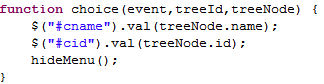 function choice(event,treeId,treeNode) {
$("#cname").val(treeNode.name);
$("#cid").val(treeNode.id);
hideMenu();
}